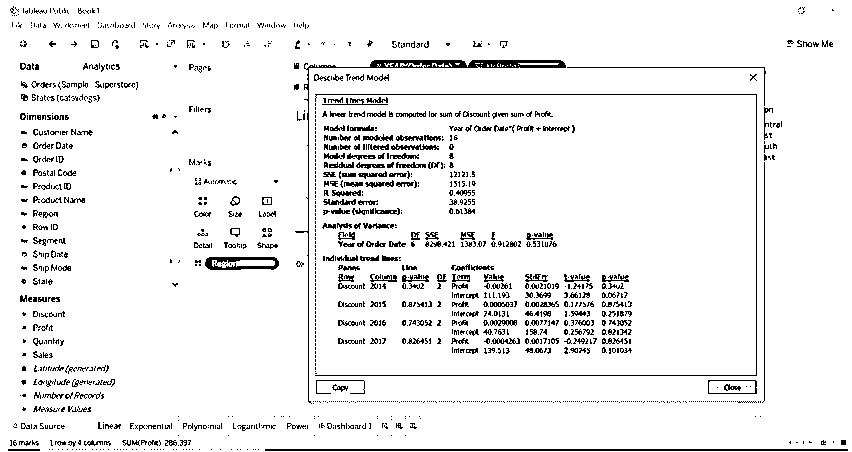 Tableau Public - Book1
File Data Worksheet Dashboard Story Analysis Map Format Window Help
Standard
Show Me
Data Analytics
Pages
Columns
YEAR(Order Date)
Orders (Sample - Superstore)
States (catsvdogs)
Filters
Dimensions
Customer Name
Order Date
Order ID
Postal Code
Product ID
Product Name
Region
Row ID
Segment
Ship Date
Ship Mode
State
Marks
Automatic
Color Size Label
Detail Tooltip Shape
Region
Measures
Discount
Profit
Quantity
Sales
Latitude (generated)
Longitude (generated)
Number of Records
Measure Values
Describe Trend Model
Trend Lines Model
A linear trend model is computed for sum of Discount given sum of Profit.
Model formula: Year of Order Date*( Profit + intercept )
Number of modeled observations: 16
Number of filtered observations: 0
Model degrees of freedom: 8
Residual degrees of freedom (DF): 8
SSE (sum squared error): 12121.5
MSE (mean squared error): 1515.19
R-Squared: 0.40955
Standard error: 38.9255
p-value (significance): 0.61384
Analysis of Variance:
Field DF SSE MSE F p-value
Year of Order Date 6 8298.421 1383.07 0.912802 0.531076
Individual trend lines:
Panes Line Coefficients
Row Column p-value DF Term Value StdErr t-value p-value
Discount 2014 0.3402 2 Profit -0.00261 0.0021019 -1.24175 0.3402
Intercept 111.193 30.3699 3.66128 0.06717
Discount 2015 0.875413 2 Profit 0.0005037 0.0028365 0.177576 0.875413
Intercept 74.0131 46.4198 1.59443 0.251879
Discount 2016 0.743052 2 Profit 0.0029008 0.0077147 0.376003 0.743052
Intercept 40.7631 158.74 0.256792 0.821342
Discount 2017 0.826451 2 Profit -0.0004263 0.0017105 -0.249217 0.826451
Intercept 139.513 48.0673 2.90245 0.101034
Copy
Close
Data Source Linear Exponential Polynomial Logarithmic Power Dashboard 1
16 marks 1 row by 4 columns SUM(Profit): 286,397